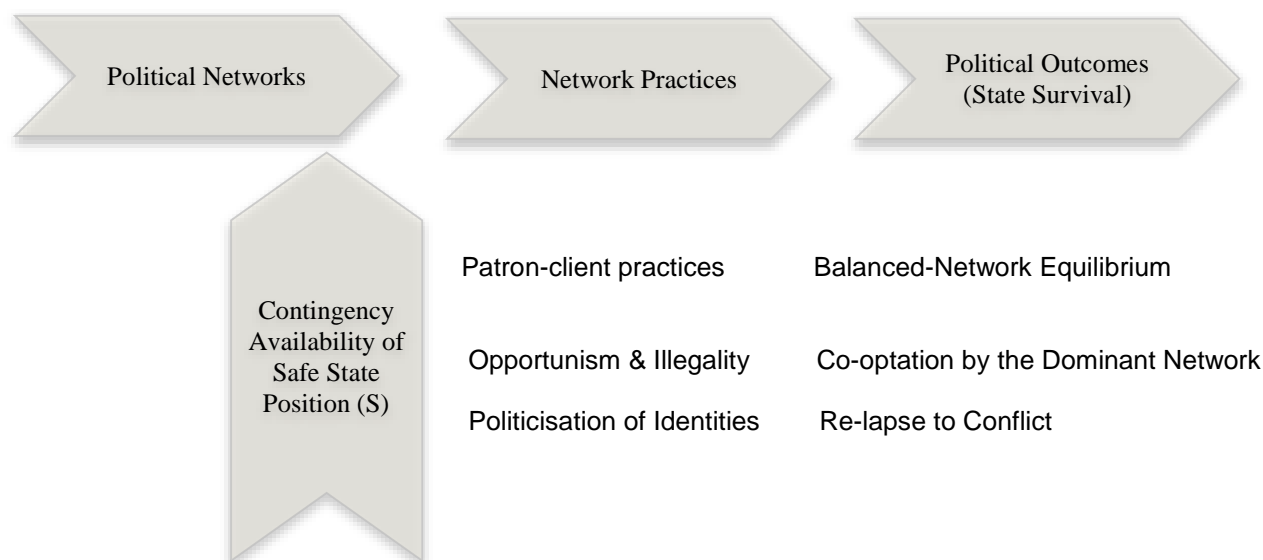 Political Networks
Network Practices
Political Outcomes
(State Survival)
Contingency
Availability of
Safe State
Position (S)
Patron-client practices
Balanced-Network Equilibrium
Opportunism & Illegality
Co-optation by the Dominant Network
Politicisation of Identities
Re-lapse to Conflict